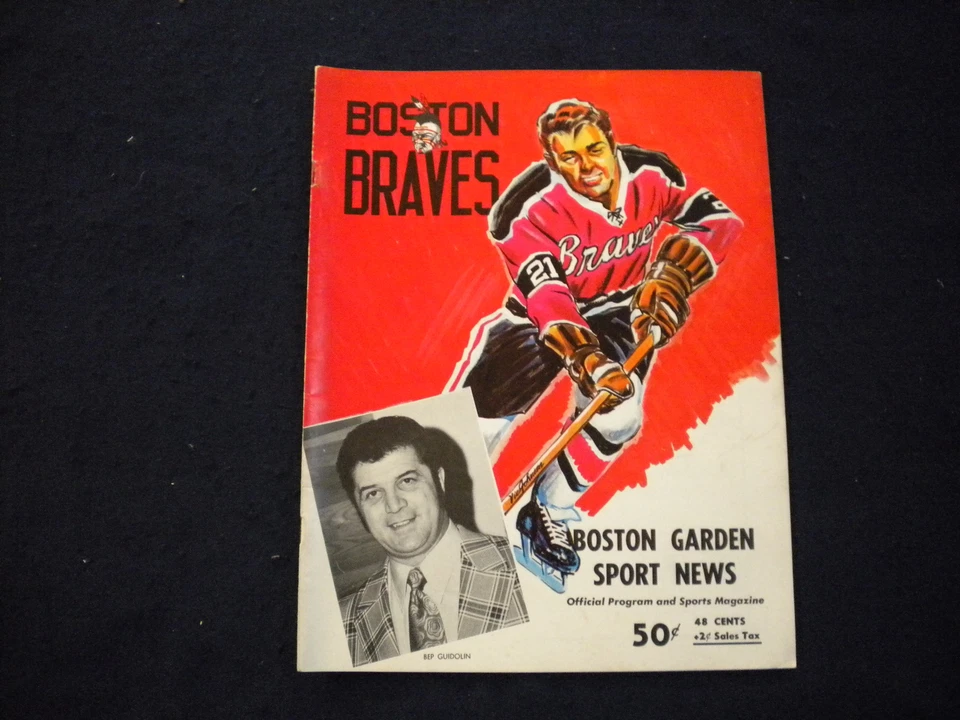 BOSTON
BRAVES
Braves
21
BOSTON GARDEN
SPORT NEWS
Official Program and Sports Magazine
50¢
48 CENTS
+2¢ Sales Tax
BEP GUIDOLIN